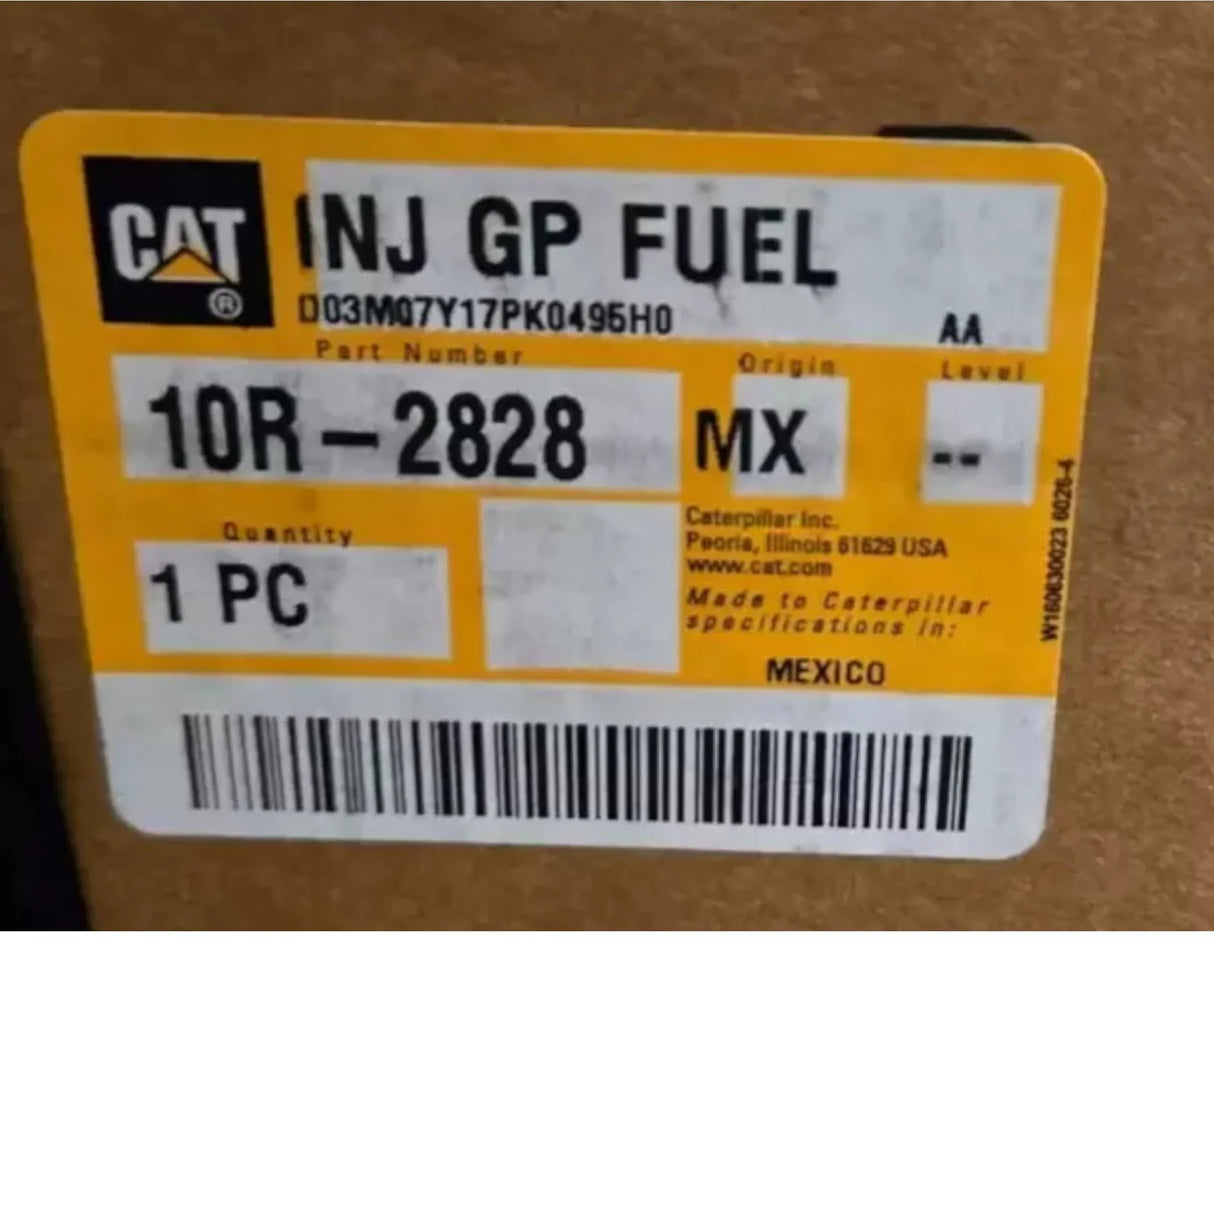 CAT
®
INJ GP FUEL
D03M07Y17PK0495H0
AA
Part Number
Origin
Level
10R-2828
MX
--
Quantity
1 PC
Caterpillar Inc.
Peoria, Illinois 61629 USA
www.cat.com
Made to Caterpillar
specifications in:
MEXICO
W160630023 6026-4